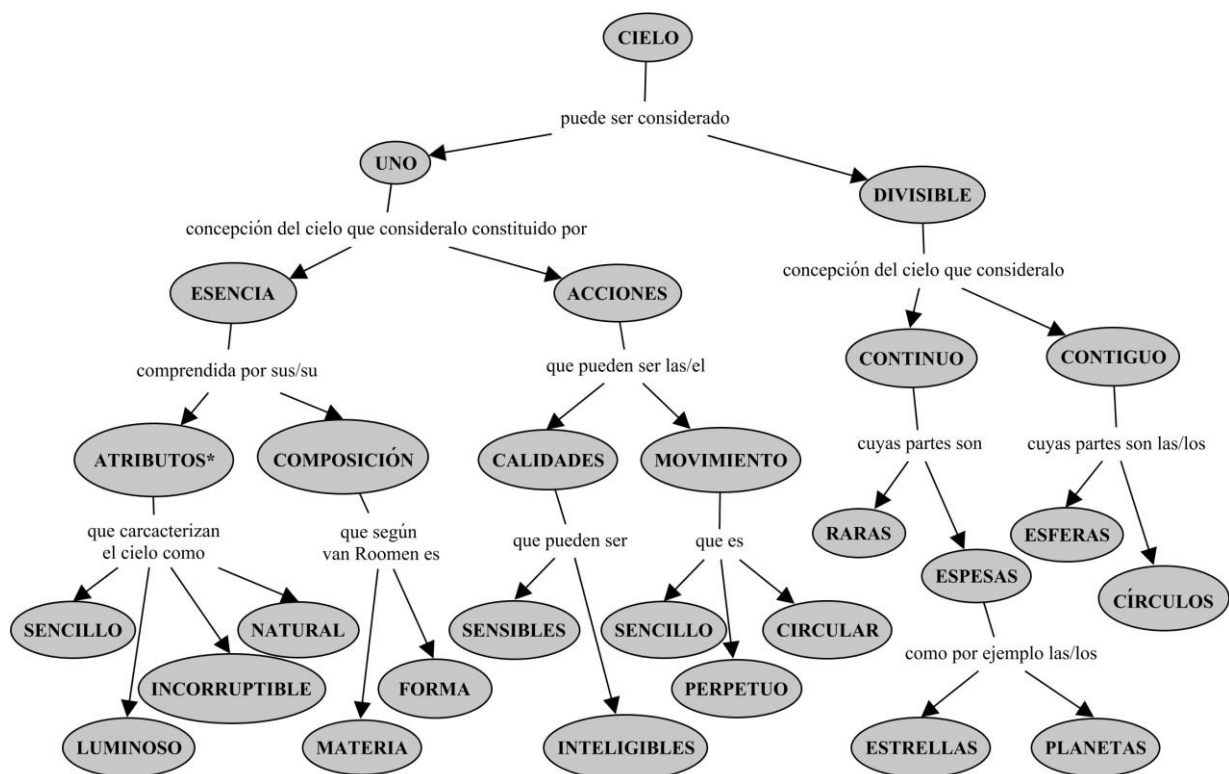 CIELO
puede ser considerado
UNO
DIVISIBLE
concepción del cielo que consideralo constituido por
concepción del cielo que consideralo
ESENCIA
ACCIONES
CONTINUO
CONTIGUO
comprendida por sus/su
que pueden ser las/el
cuyas partes son
cuyas partes son las/los
ATRIBUTOS*
COMPOSICIÓN
CALIDADES
MOVIMIENTO
RARAS
ESFERAS
que carcacterizan
el cielo como
que según
van Roomen es
que pueden ser
que es
ESPESAS
CÍRCULOS
SENCILLO
NATURAL
SENSIBLES
SENCILLO
CIRCULAR
como por ejemplo las/los
INCORRUPTIBLE
FORMA
PERPETUO
LUMINOSO
MATERIA
INTELIGIBLES
ESTRELLAS
PLANETAS